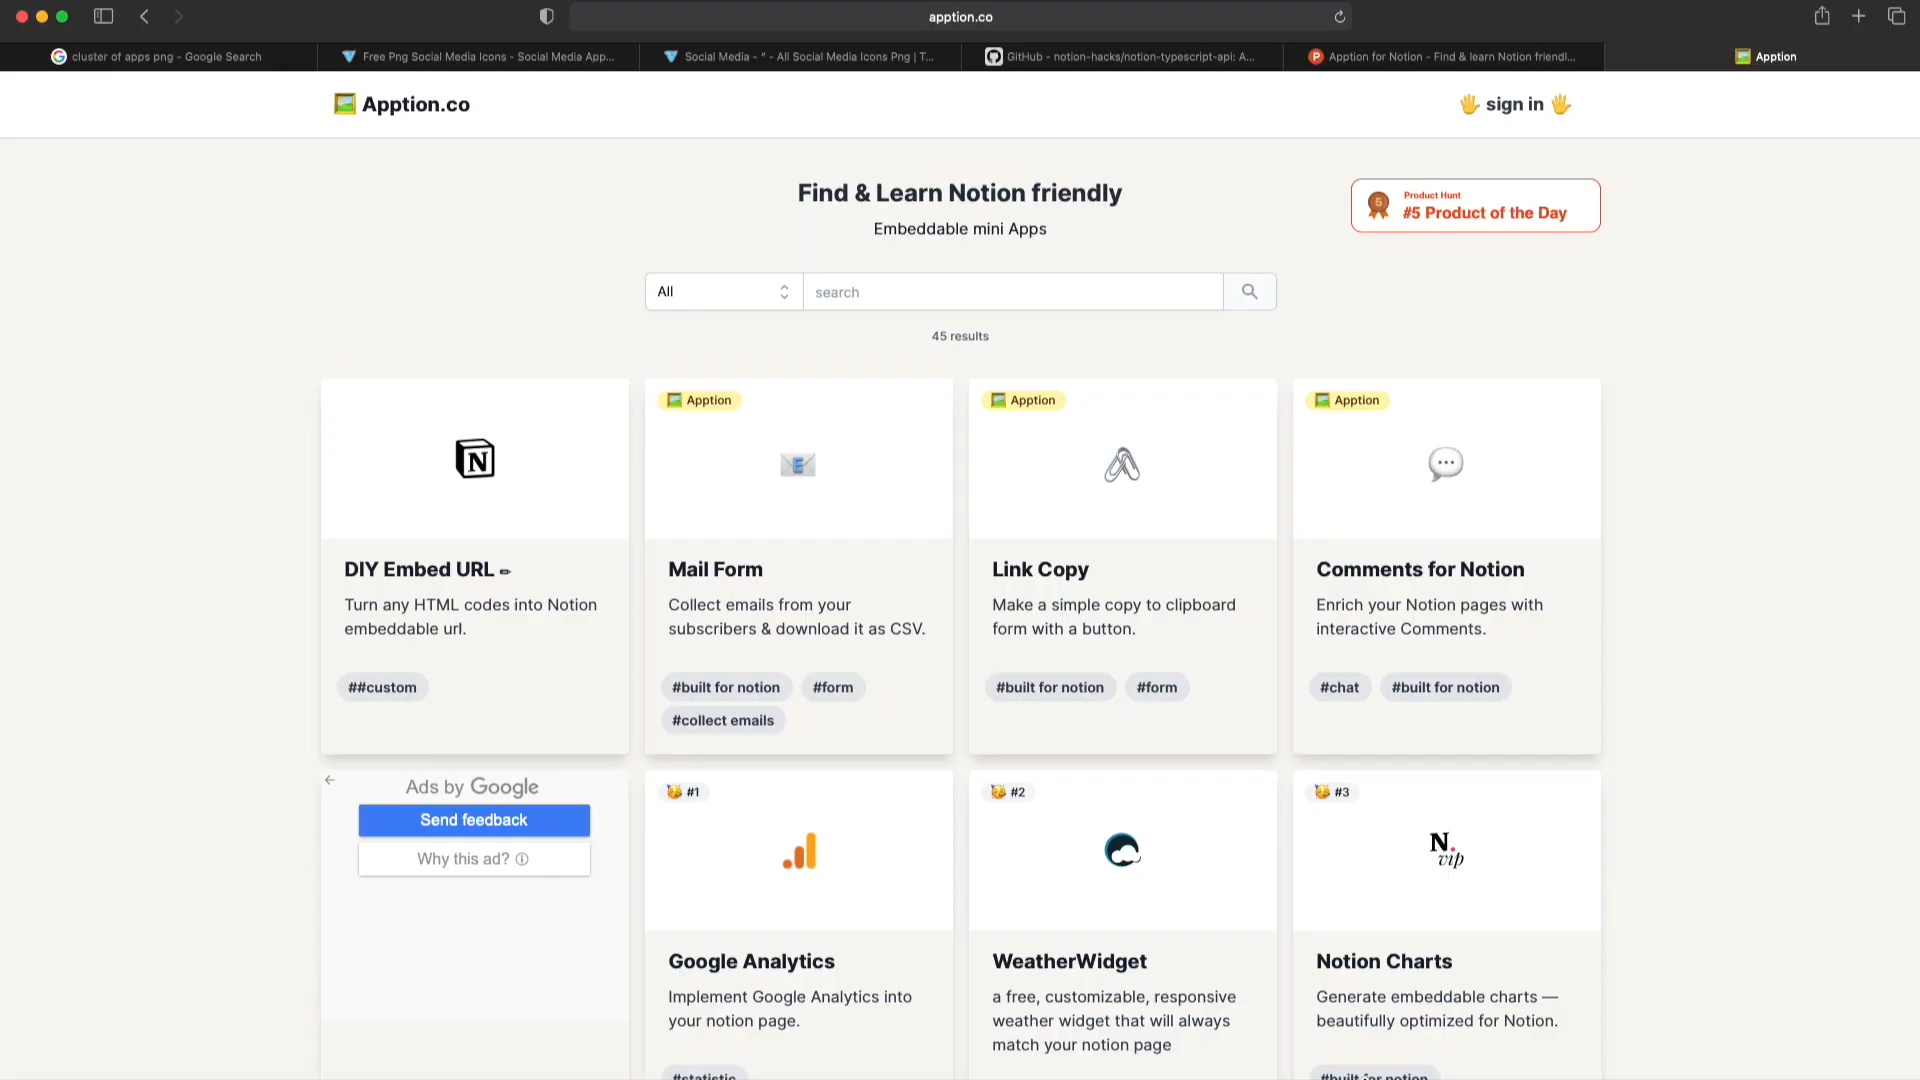 apption.co
cluster of apps png - Google Search
Free Png Social Media Icons - Social Media App...
Social Media - “ - All Social Media Icons Png | T...
GitHub - notion-hacks/notion-typescript-api: A...
Apption for Notion - Find & learn Notion friendl...
Apption
Apption.co
sign in
Find & Learn Notion friendly
Embeddable mini Apps
5
Product Hunt
#5 Product of the Day
All
search
45 results
N
DIY Embed URL
Turn any HTML codes into Notion
embeddable url.
##custom
Apption
E
Mail Form
Collect emails from your
subscribers & download it as CSV.
#built for notion
#form
#collect emails
Apption
Link Copy
Make a simple copy to clipboard
form with a button.
#built for notion
#form
Apption
Comments for Notion
Enrich your Notion pages with
interactive Comments.
#chat
#built for notion
Ads by Google
Send feedback
Why this ad?
#1
Google Analytics
Implement Google Analytics into
your notion page.
#statistic
#2
WeatherWidget
a free, customizable, responsive
weather widget that will always
match your notion page
#3
N.
vip
Notion Charts
Generate embeddable charts —
beautifully optimized for Notion.
#built for notion